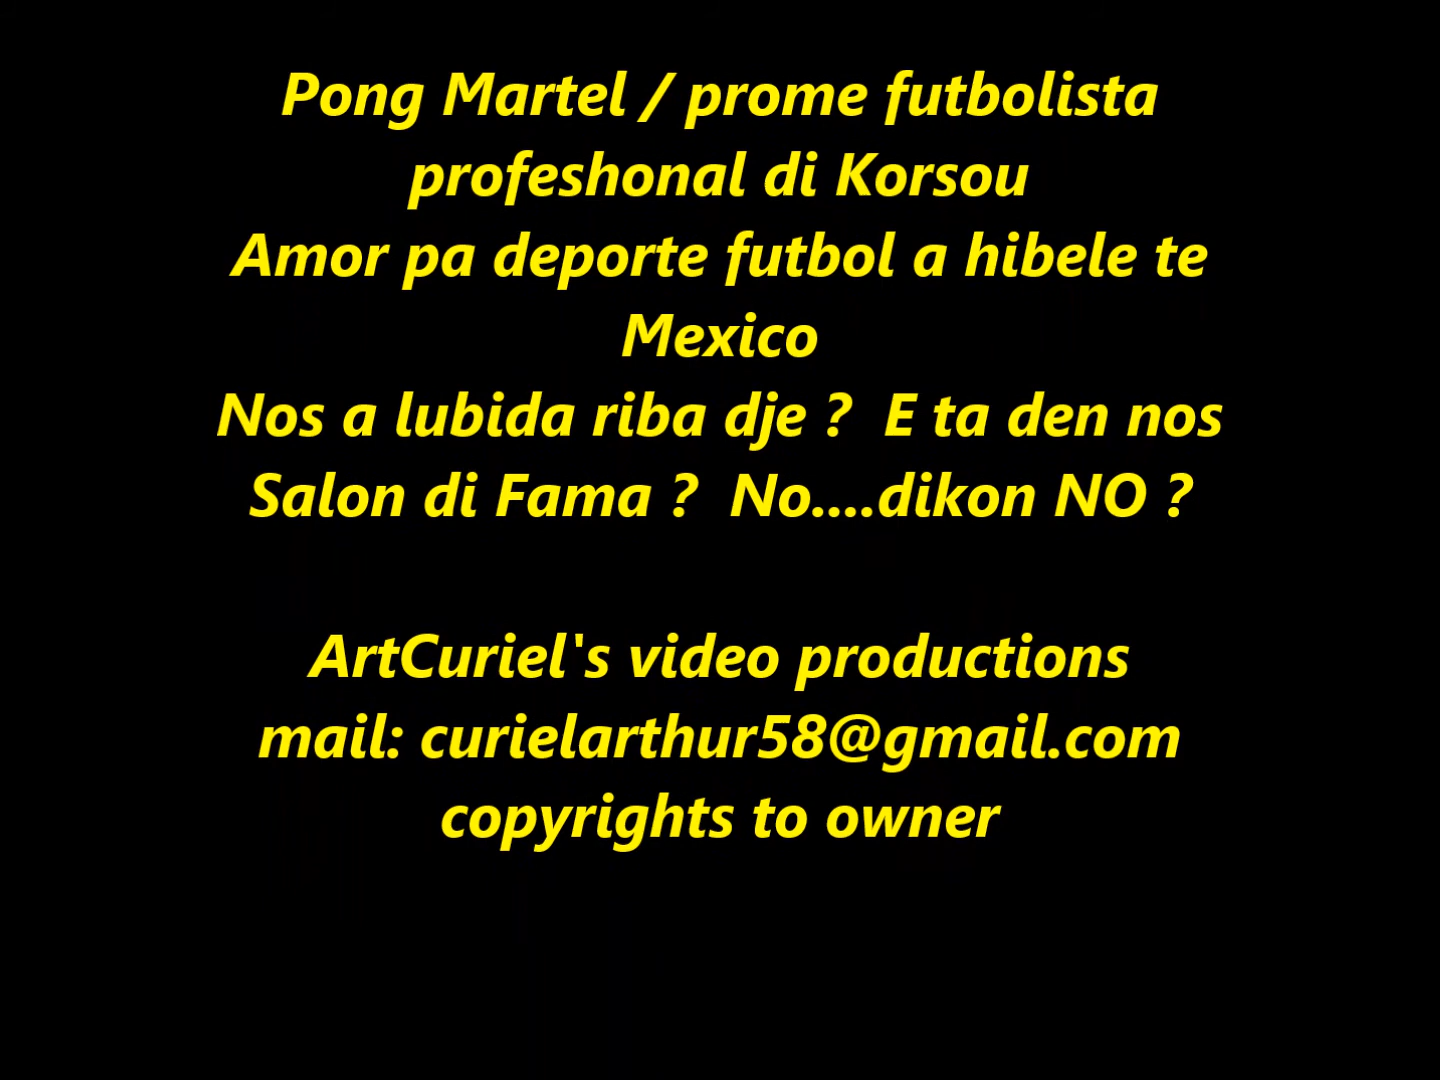 Pong Martel / prome futbolista
profeshonal di Korsou
Amor pa deporte futbol a hibele te
Mexico
Nos a lubida riba dje ?  E ta den nos
Salon di Fama ?  No....dikon NO ?
ArtCuriel's video productions
mail: curielarthur58@gmail.com
copyrights to owner